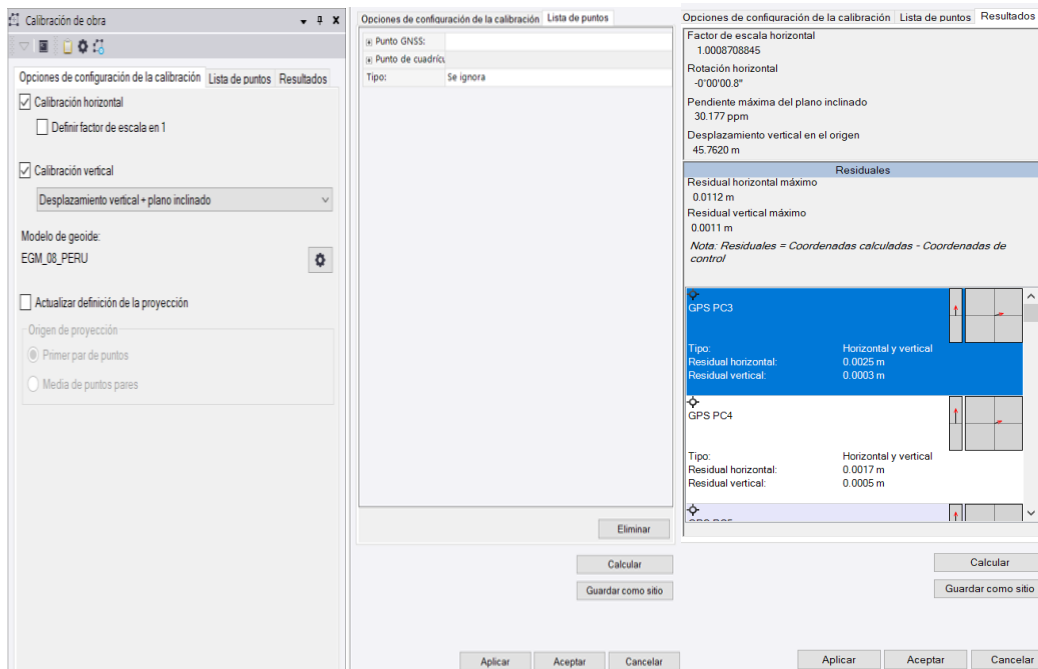 Calibración de obra
Opciones de configuración de la calibración Lista de puntos Resultados
Calibración horizontal
Definir factor de escala en 1
Calibración vertical
Desplazamiento vertical + plano inclinado
Modelo de geoide:
EGM_08_PERU
Actualizar definición de la proyección
Origen de proyección
Primer par de puntos
Media de puntos pares
Opciones de configuración de la calibración Lista de puntos
Punto GNSS:
Punto de cuadrícu
Tipo: Se ignora
Eliminar
Calcular
Guardar como sitio
Aplicar Aceptar Cancelar
Opciones de configuración de la calibración Lista de puntos Resultados
Factor de escala horizontal
1.0008708845
Rotación horizontal
-0°00'00.8"
Pendiente máxima del plano inclinado
30.177 ppm
Desplazamiento vertical en el origen
45.7620 m
Residuales
Residual horizontal máximo
0.0112 m
Residual vertical máximo
0.0011 m
Nota: Residuales = Coordenadas calculadas - Coordenadas de
control
GPS PC3
Tipo: Horizontal y vertical
Residual horizontal: 0.0025 m
Residual vertical: 0.0003 m
GPS PC4
Tipo: Horizontal y vertical
Residual horizontal: 0.0017 m
Residual vertical: 0.0005 m
Calcular
Guardar como sitio
Aplicar Aceptar Cancelar